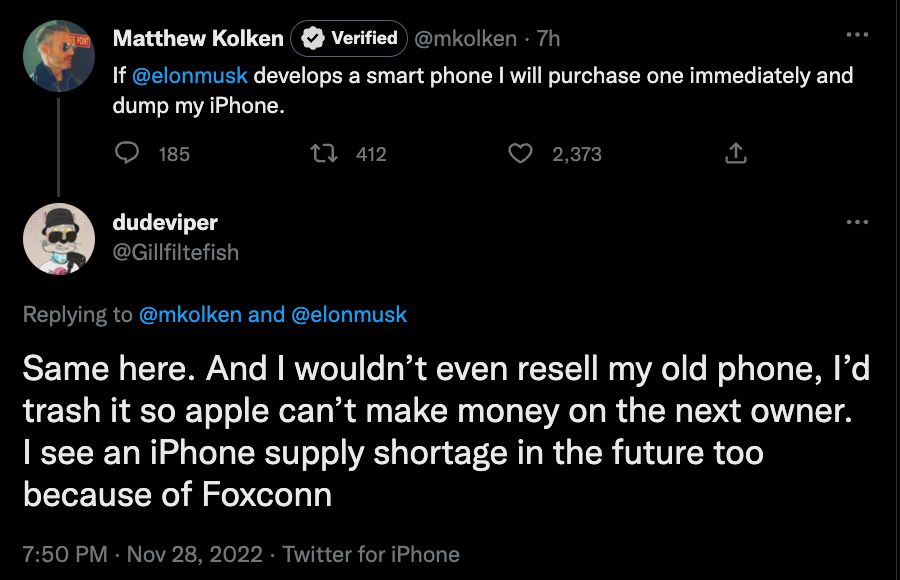 Matthew Kolken Verified @mkolken · 7h
If @elonmusk develops a smart phone I will purchase one immediately and
dump my iPhone.
185 412 2,373
dudeviper
@Gillfiltefish
Replying to @mkolken and @elonmusk
Same here. And I wouldn’t even resell my old phone, I’d
trash it so apple can’t make money on the next owner.
I see an iPhone supply shortage in the future too
because of Foxconn
7:50 PM · Nov 28, 2022 · Twitter for iPhone